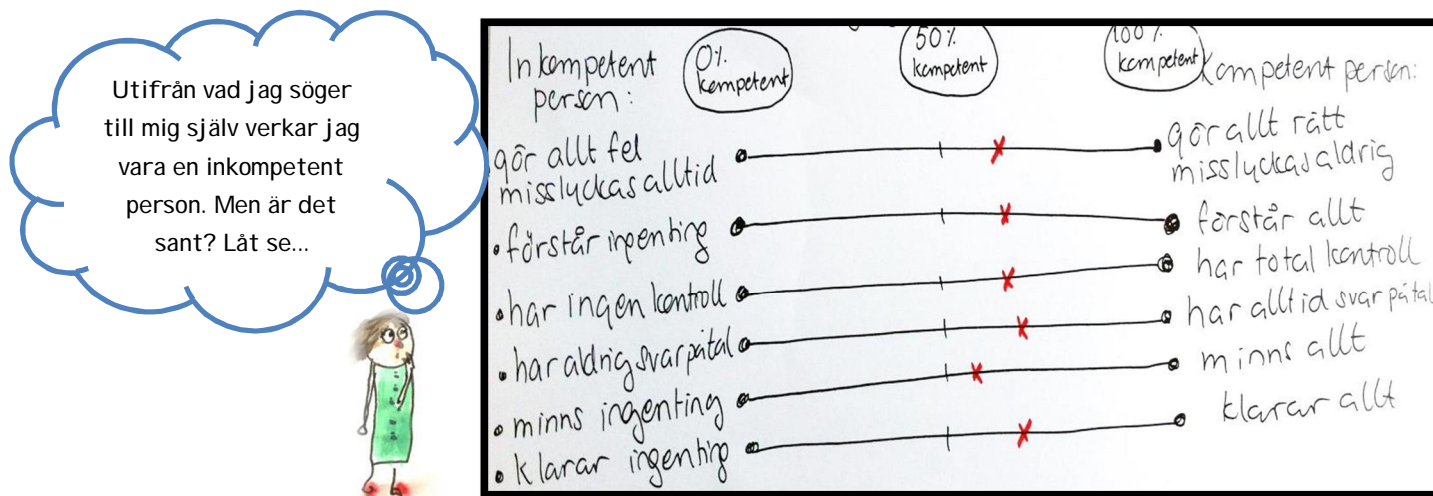 Utifrån vad jag söger
till mig själv verkar jag
vara en inkompetent
person. Men är det
sant? Låt se...
Inkompetent
person:
0%
kompetent
50%
kompetent
100%
kompetent
Kompetent person:
gör allt fel
misslyckas alltid
gör allt rätt
misslyckas aldrig
• förstår ingenting
förstår allt
• har ingen kontroll
har total kontroll
• har aldrig svar på tal
har alltid svar på tal
• minns ingenting
minns allt
• klarar ingenting
klarar allt